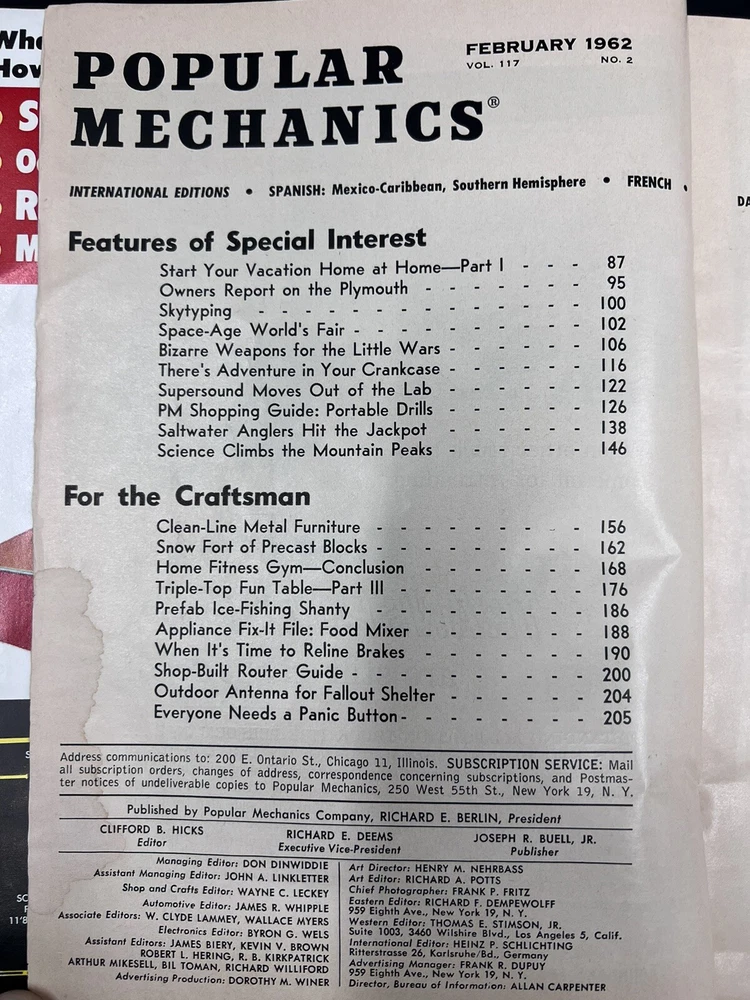 POPULAR
MECHANICS®
FEBRUARY 1962
VOL. 117 NO. 2
INTERNATIONAL EDITIONS • SPANISH: Mexico-Caribbean, Southern Hemisphere • FRENCH •
Features of Special Interest
Start Your Vacation Home at Home—Part I - - - 87
Owners Report on the Plymouth - - - - - - - 95
Skytyping - - - - - - - - - - - - - 100
Space-Age World's Fair - - - - - - - - - 102
Bizarre Weapons for the Little Wars - - - - - - 106
There's Adventure in Your Crankcase - - - - - - 116
Supersound Moves Out of the Lab - - - - - - 122
PM Shopping Guide: Portable Drills - - - - - - 126
Saltwater Anglers Hit the Jackpot - - - - - - 138
Science Climbs the Mountain Peaks - - - - - - 146
For the Craftsman
Clean-Line Metal Furniture - - - - - - - - - 156
Snow Fort of Precast Blocks - - - - - - - - - 162
Home Fitness Gym—Conclusion - - - - - - - 168
Triple-Top Fun Table—Part III - - - - - - - - 176
Prefab Ice-Fishing Shanty - - - - - - - - - 186
Appliance Fix-It File: Food Mixer - - - - - - - 188
When It's Time to Reline Brakes - - - - - - - 190
Shop-Built Router Guide - - - - - - - - - - 200
Outdoor Antenna for Fallout Shelter - - - - - - 204
Everyone Needs a Panic Button - - - - - - - - 205
Address communications to: 200 E. Ontario St., Chicago 11, Illinois. SUBSCRIPTION SERVICE: Mail
all subscription orders, changes of address, correspondence concerning subscriptions, and Postmas-
ter notices of undeliverable copies to Popular Mechanics, 250 West 55th St., New York 19, N. Y.
Published by Popular Mechanics Company, RICHARD E. BERLIN, President
CLIFFORD B. HICKS
Editor
RICHARD E. DEEMS
Executive Vice-President
JOSEPH R. BUELL, JR.
Publisher
Managing Editor: DON DINWIDDIE
Assistant Managing Editor: JOHN A. LINKLETTER
Shop and Crafts Editor: WAYNE C. LECKEY
Automotive Editor: JAMES R. WHIPPLE
Associate Editors: W. CLYDE LAMMEY, WALLACE MYERS
Electronics Editor: BYRON G. WELS
Assistant Editors: JAMES BIERY, KEVIN V. BROWN
ROBERT L. HERING, R. B. KIRKPATRICK
ARTHUR MIKESELL, BIL TOMAN, RICHARD WILLIFORD
Advertising Production: DOROTHY M. WINER
Art Director: HENRY M. NEHRBASS
Art Editor: RICHARD A. POTTS
Chief Photographer: FRANK P. FRITZ
Eastern Editor: RICHARD F. DEMPEWOLFF
959 Eighth Ave., New York 19, N. Y.
Western Editor: THOMAS E. STIMSON, JR.
Suite 1003, 3460 Wilshire Blvd., Los Angeles 5, Calif.
International Editor: HEINZ P. SCHLICHTING
Ritterstrasse 26, Karlsruhe/Bd., Germany
Advertising Manager: FRANK R. DUPUY
959 Eighth Ave., New York 19, N. Y.
Director, Bureau of Information: ALLAN CARPENTER